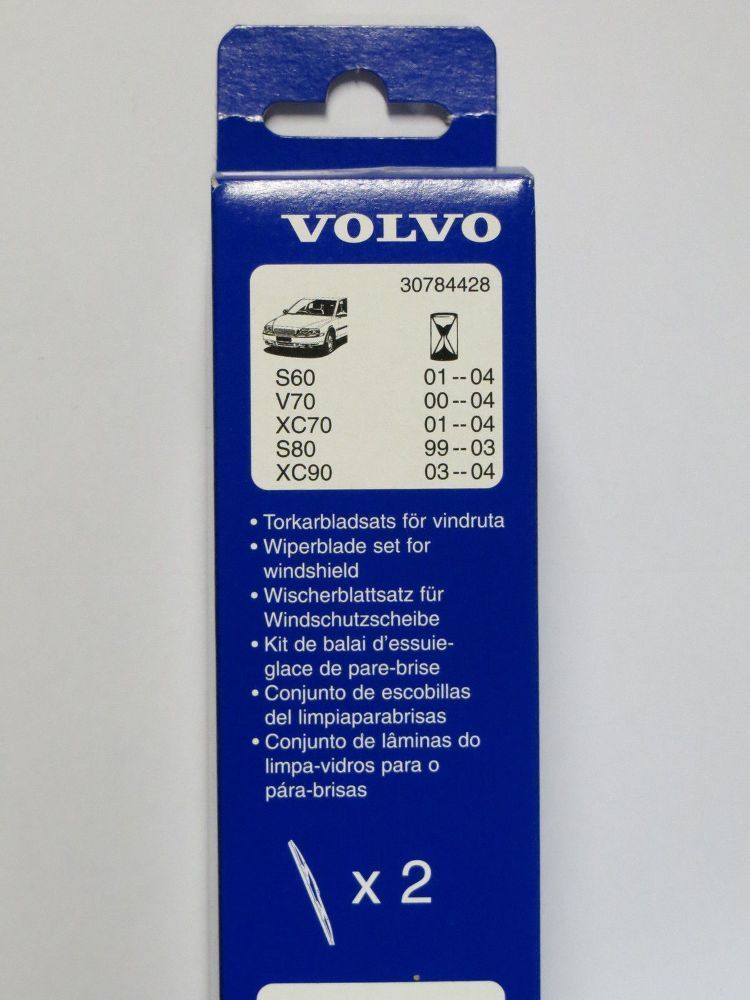 VOLVO
30784428
S60 01--04
V70 00--04
XC70 01--04
S80 99--03
XC90 03--04
• Torkarbladsats för vindruta
• Wiperblade set for
windshield
• Wischerblattsatz für
Windschutzscheibe
• Kit de balai d'essuie-
glace de pare-brise
• Conjunto de escobillas
del limpiaparabrisas
• Conjunto de lâminas do
limpa-vidros para o
pára-brisas
x 2